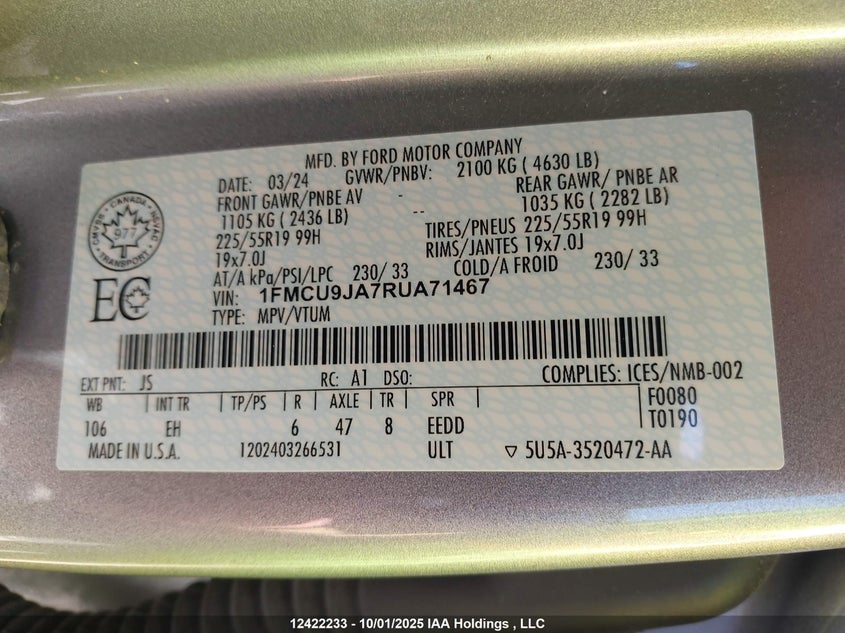 MFD. BY FORD MOTOR COMPANY
DATE: 03/24 GVWR/PNBV: 2100 KG ( 4630 LB)
FRONT GAWR/PNBE AV - REAR GAWR/ PNBE AR
1105 KG ( 2436 LB) -- 1035 KG ( 2282 LB)
225/55R19 99H TIRES/PNEUS 225/55R19 99H
19x7.0J RIMS/JANTES 19x7.0J
AT/A kPa/PSI/LPC 230/ 33 COLD/A FROID 230/ 33
VIN: 1FMCU9JA7RUA71467
TYPE: MPV/VTUM
CMVSS CANADA NSVAC
977
TRANSPORT
EC
EXT PNT: JS RC: A1 DSO: COMPLIES: ICES/NMB-002
WB INT TR TP/PS R AXLE TR SPR F0080
106 EH 6 47 8 EEDD T0190
MADE IN U.S.A. 1202403266531 ULT ▽ 5U5A-3520472-AA
12422233 - 10/01/2025 IAA Holdings , LLC